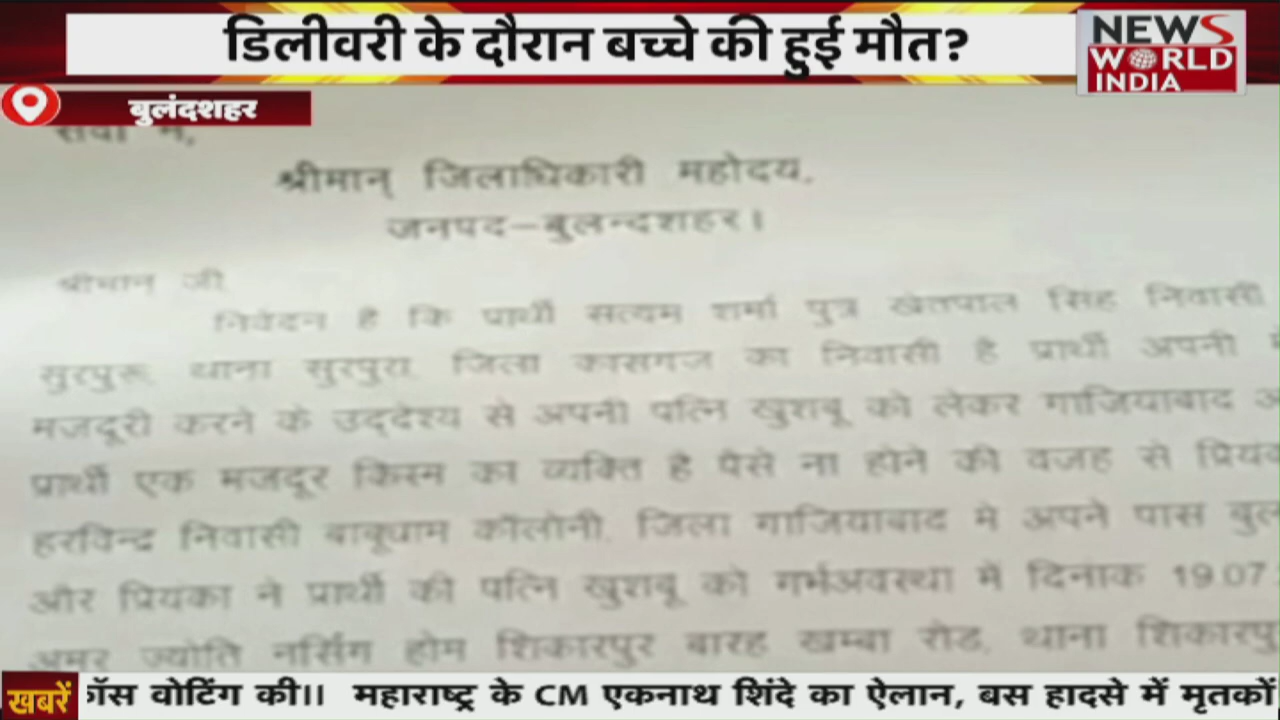 डिलीवरी के दौरान बच्चे की हुई मौत?
NEWS
WORLD
INDIA
बुलंदशहर
सेवा में,
श्रीमान् जिलाधिकारी महोदय,
जनपद–बुलन्दशहर।
श्रीमान जी
निवेदन है कि प्रार्थी सत्यम शर्मा पुत्र खेतपाल सिंह निवासी
सुरपुरू, थाना सुरपुरा, जिला कासगज का निवासी है प्रार्थी अपनी
मजदूरी करने के उद्देश्य से अपनी पत्नि खुशबू को लेकर गाजियाबाद
प्रार्थी एक मजदूर किस्म का व्यक्ति है पैसे ना होने की वजह से
हरविन्द्र निवासी बाबूधाम कॉलोनी, जिला गाजियाबाद मे अपने पास
और प्रियंका ने प्रार्थी की पत्नि खुशबू को गर्भअवस्था में दिनांक 19.07
अमर ज्योति नर्सिंग होम शिकारपुर बारह खम्बा रोड, थाना
खबरें
क्रॉस वोटिंग की।। महाराष्ट्र के CM एकनाथ शिंदे का ऐलान, बस हादसे में मृतकों